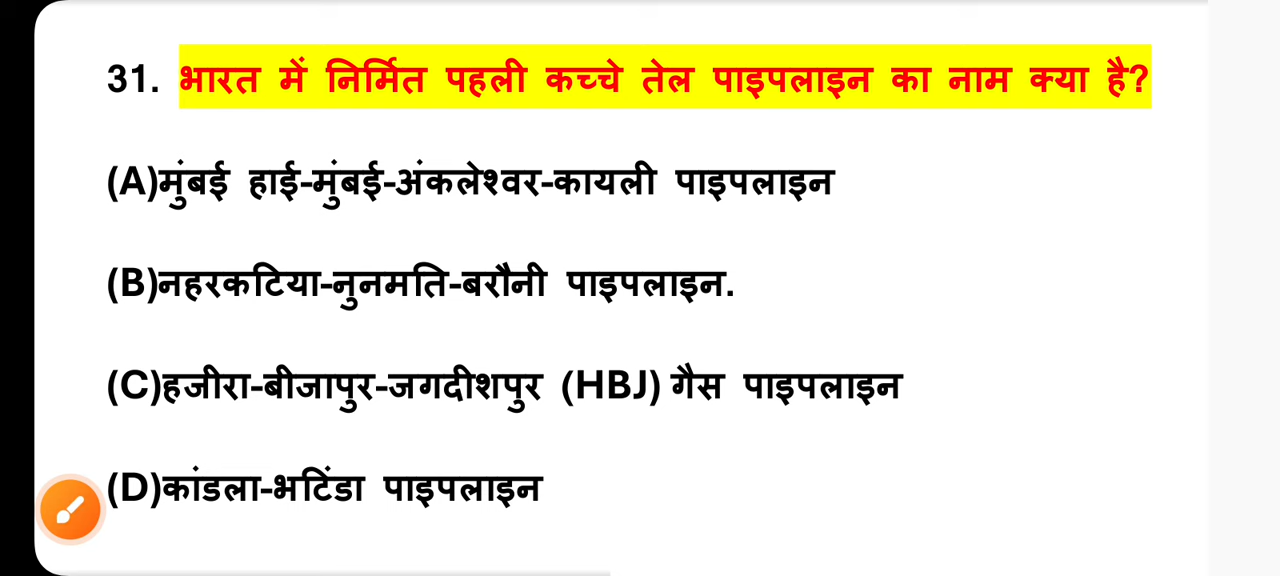 31. भारत में निर्मित पहली कच्चे तेल पाइपलाइन का नाम क्या है?
(A)मुंबई हाई-मुंबई-अंकलेश्वर-कायली पाइपलाइन
(B)नहरकटिया-नुनमति-बरौनी पाइपलाइन.
(C)हजीरा-बीजापुर-जगदीशपुर (HBJ) गैस पाइपलाइन
(D)कांडला-भटिंडा पाइपलाइन